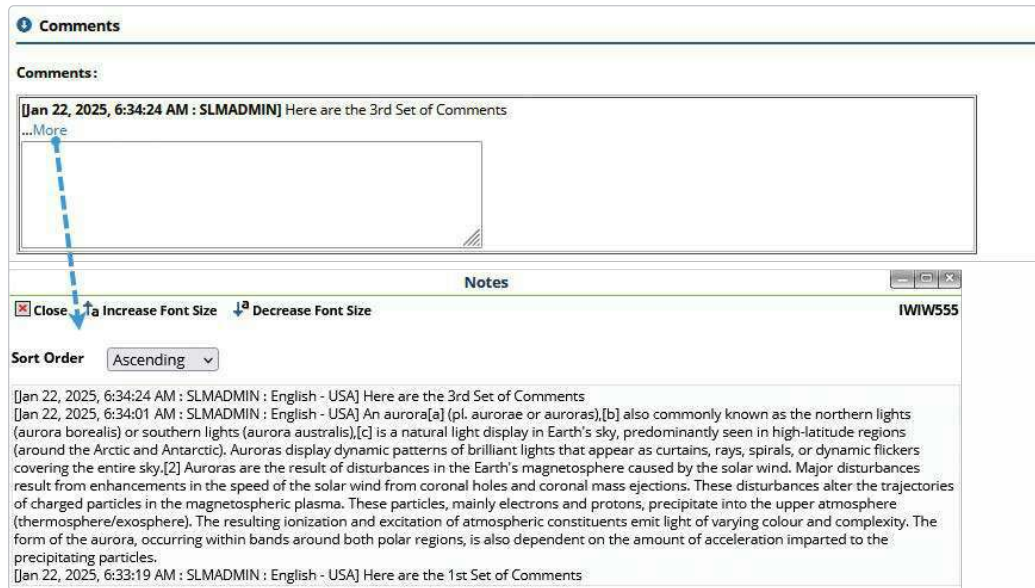 Comments
Comments:
[Jan 22, 2025, 6:34:24 AM : SLMADMIN] Here are the 3rd Set of Comments
...More
Notes
Close
a Increase Font Size
a Decrease Font Size
IWIW555
Sort Order
Ascending
[Jan 22, 2025, 6:34:24 AM : SLMADMIN : English - USA] Here are the 3rd Set of Comments
[Jan 22, 2025, 6:34:01 AM : SLMADMIN : English - USA] An aurora[a] (pl. aurorae or auroras),[b] also commonly known as the northern lights
(aurora borealis) or southern lights (aurora australis),[c] is a natural light display in Earth's sky, predominantly seen in high-latitude regions
(around the Arctic and Antarctic). Auroras display dynamic patterns of brilliant lights that appear as curtains, rays, spirals, or dynamic flickers
covering the entire sky.[2] Auroras are the result of disturbances in the Earth's magnetosphere caused by the solar wind. Major disturbances
result from enhancements in the speed of the solar wind from coronal holes and coronal mass ejections. These disturbances alter the trajectories
of charged particles in the magnetospheric plasma. These particles, mainly electrons and protons, precipitate into the upper atmosphere
(thermosphere/exosphere). The resulting ionization and excitation of atmospheric constituents emit light of varying colour and complexity. The
form of the aurora, occurring within bands around both polar regions, is also dependent on the amount of acceleration imparted to the
precipitating particles.
[Jan 22, 2025, 6:33:19 AM : SLMADMIN : English - USA] Here are the 1st Set of Comments